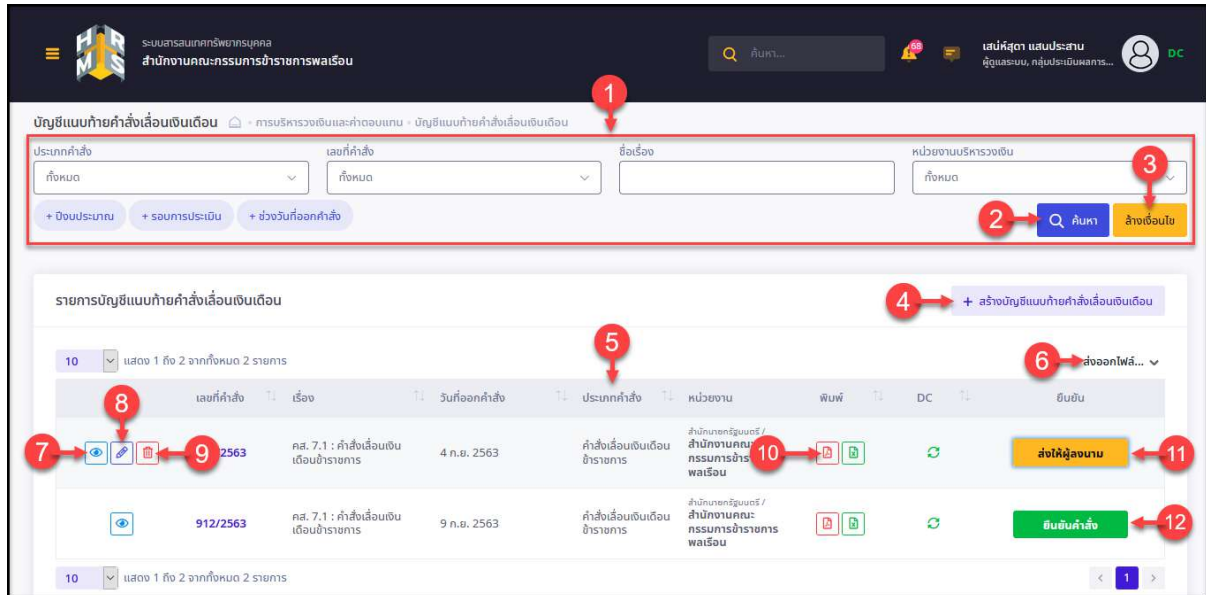 HR
MS
ระบบสารสนเทศทรัพยากรบุคคล
สำนักงานคณะกรรมการข้าราชการพลเรือน
ค้นหา...
68
เสน่ห์สุดา แสนประสาน
ผู้ดูแลระบบ, กลุ่มประเมินผลการ...
DC
1
บัญชีแนบท้ายคำสั่งเลื่อนเงินเดือน
การบริหารวงเงินและค่าตอบแทน
บัญชีแนบท้ายคำสั่งเลื่อนเงินเดือน
ประเภทคำสั่ง
เลขที่คำสั่ง
ชื่อเรื่อง
หน่วยงานบริหารวงเงิน
ทั้งหมด
ทั้งหมด
ทั้งหมด
3
+ ปีงบประมาณ
+ รอบการประเมิน
+ ช่วงวันที่ออกคำสั่ง
2
ค้นหา
ล้างเงื่อนไข
รายการบัญชีแนบท้ายคำสั่งเลื่อนเงินเดือน
4
+ สร้างบัญชีแนบท้ายคำสั่งเลื่อนเงินเดือน
10
แสดง 1 ถึง 2 จากทั้งหมด 2 รายการ
5
6
ส่งออกไฟล์...
8
เลขที่คำสั่ง
เรื่อง
วันที่ออกคำสั่ง
ประเภทคำสั่ง
หน่วยงาน
พิมพ์
DC
ยืนยัน
7
9
/2563
คส. 7.1 : คำสั่งเลื่อนเงิน
เดือนข้าราชการ
4 ก.ย. 2563
คำสั่งเลื่อนเงินเดือน
ข้าราชการ
สำนักนายกรัฐมนตรี /
สำนักงานคณะ
กรรมการข้าร
พลเรือน
10
ส่งให้ผู้ลงนาม
11
912/2563
คส. 7.1 : คำสั่งเลื่อนเงิน
เดือนข้าราชการ
9 ก.ย. 2563
คำสั่งเลื่อนเงินเดือน
ข้าราชการ
สำนักนายกรัฐมนตรี /
สำนักงานคณะ
กรรมการข้าราชการ
พลเรือน
ยืนยันคำสั่ง
12
10
แสดง 1 ถึง 2 จากทั้งหมด 2 รายการ
1